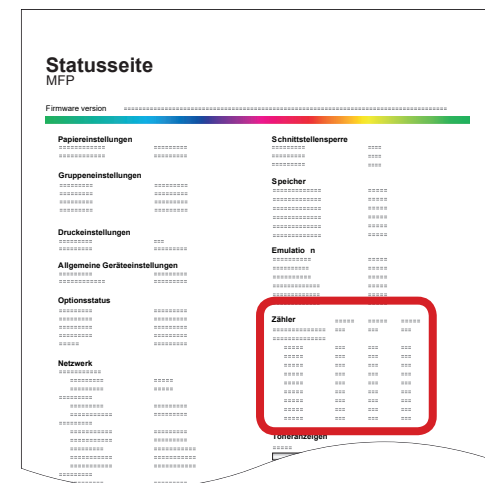 Statusseite
MFP
Firmware version
Papiereinstellungen
Gruppeneinstellungen
Druckeinstellungen
Allgemeine Geräteeinstellungen
Optionsstatus
Netzwerk
Schnittstellensperre
Speicher
Emulatio n
Zähler
Toneranzeigen